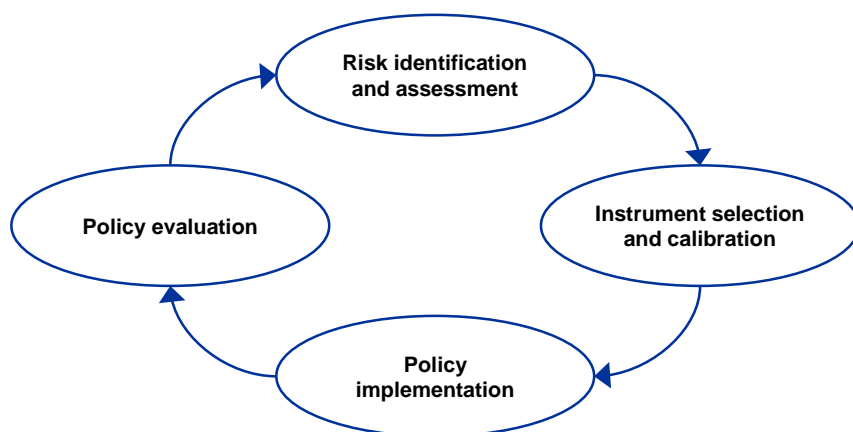 Risk identification
and assessment
Instrument selection
and calibration
Policy
implementation
Policy evaluation